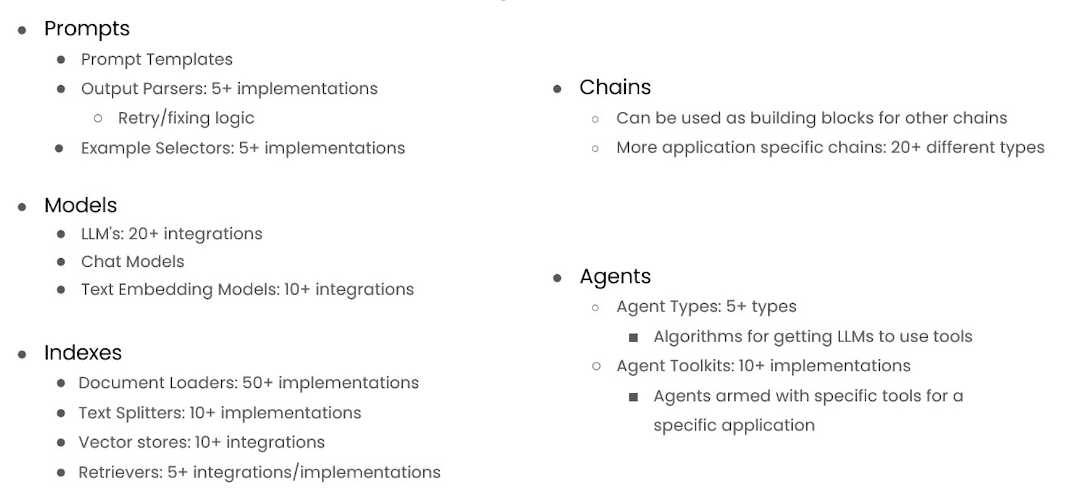 Prompts
Prompt Templates
Output Parsers: 5+ implementations
Retry/fixing logic
Example Selectors: 5+ implementations
Models
LLM's: 20+ integrations
Chat Models
Text Embedding Models: 10+ integrations
Indexes
Document Loaders: 50+ implementations
Text Splitters: 10+ implementations
Vector stores: 10+ integrations
Retrievers: 5+ integrations/implementations
Chains
Can be used as building blocks for other chains
More application specific chains: 20+ different types
Agents
Agent Types: 5+ types
Algorithms for getting LLMs to use tools
Agent Toolkits: 10+ implementations
Agents armed with specific tools for a
specific application